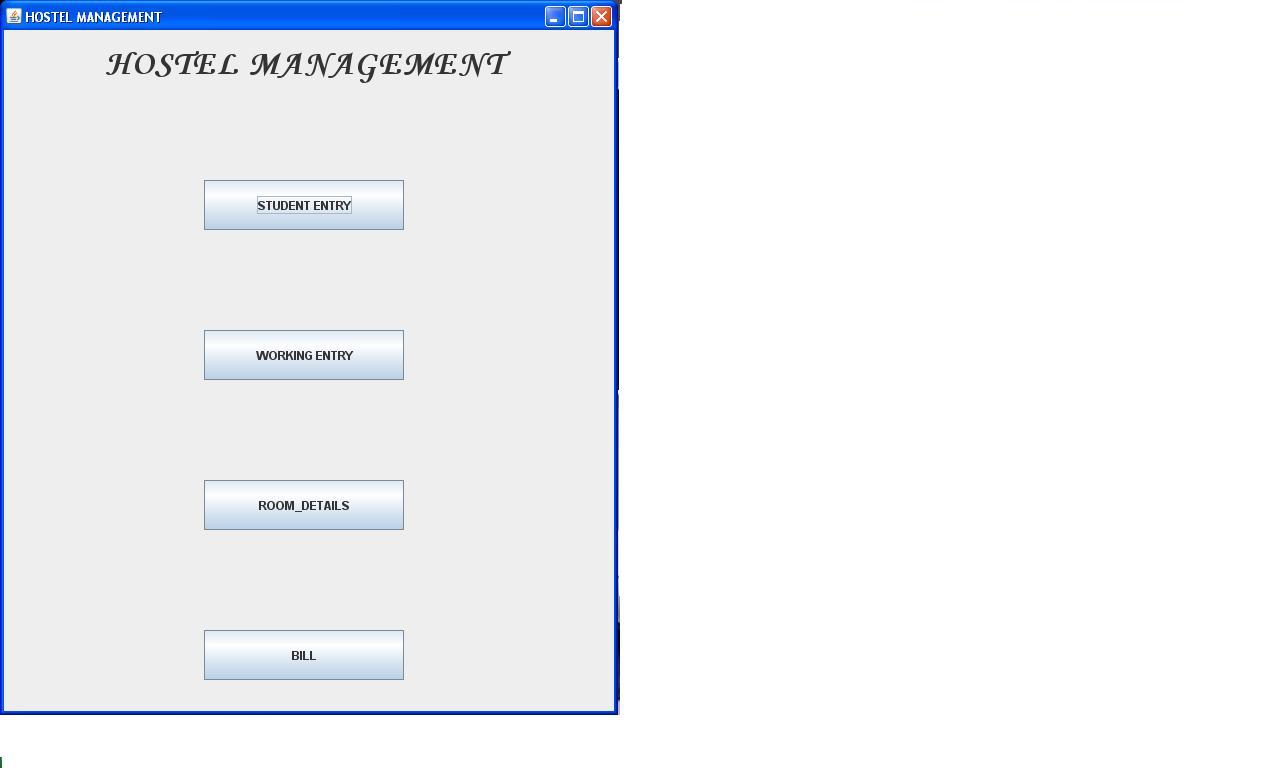 HOSTEL MANAGEMENT
HOSTEL MANAGEMENT
STUDENT ENTRY
WORKING ENTRY
ROOM_DETAILS
BILL